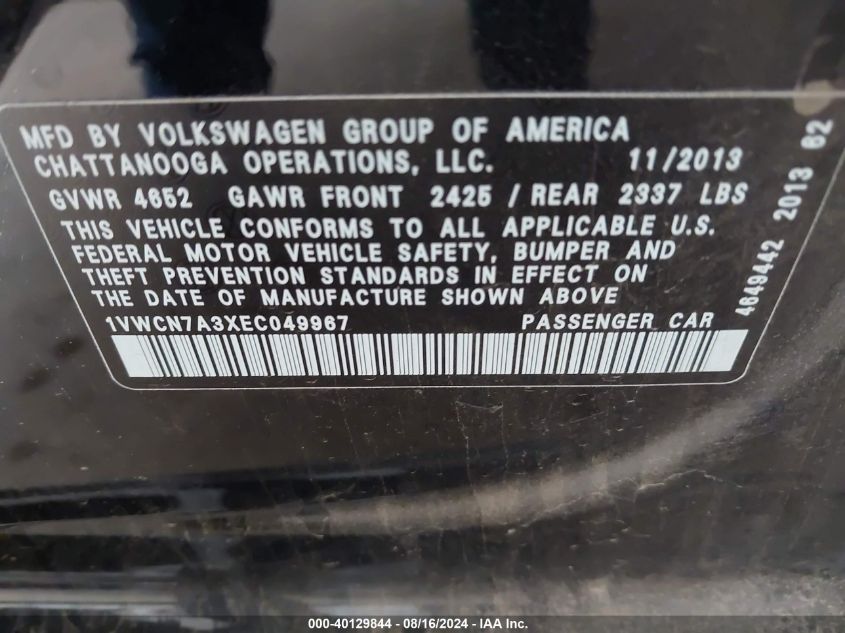 MFD BY VOLKSWAGEN GROUP OF AMERICA
CHATTANOOGA OPERATIONS, LLC. 11/2013
GVWR 4652 GAWR FRONT 2425 / REAR 2337 LBS
THIS VEHICLE CONFORMS TO ALL APPLICABLE U.S.
FEDERAL MOTOR VEHICLE SAFETY, BUMPER AND
THEFT PREVENTION STANDARDS IN EFFECT ON
THE DATE OF MANUFACTURE SHOWN ABOVE
1VWCN7A3XEC049967 PASSENGER CAR
4649442 2013 62
000-40129844 - 08/16/2024 - IAA Inc.